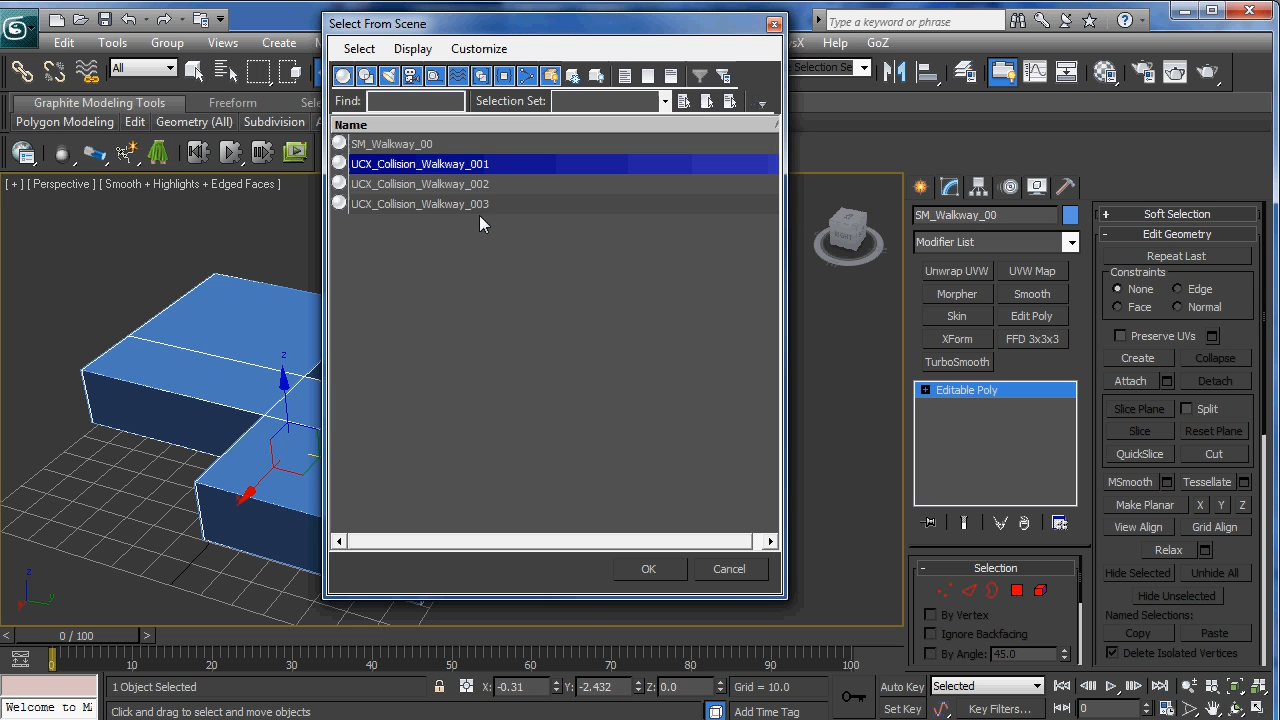 Select From Scene
Type a keyword or phrase
Edit Tools Group Views Create
Help GoZ
Select Display Customize
All
Selection Se
Find: Selection Set:
Graphite Modeling Tools Freeform
Polygon Modeling Edit Geometry (All) Subdivision
Name
SM_Walkway_00
UCX_Collision_Walkway_001
UCX_Collision_Walkway_002
UCX_Collision_Walkway_003
[ + ] [ Perspective ] [ Smooth + Highlights + Edged Faces ]
RIGHT
z
z
y
OK Cancel
SM_Walkway_00
Modifier List
Unwrap UVW UVW Map
Morpher Smooth
Skin Edit Poly
XForm FFD 3x3x3
TurboSmooth
+ Editable Poly
- Selection
By Vertex
Ignore Backfacing
By Angle: 45.0
+ Soft Selection
- Edit Geometry
Repeat Last
Constraints
None Edge
Face Normal
Preserve UVs
Create Collapse
Attach Detach
Slice Plane Split
Slice Reset Plane
QuickSlice Cut
MSmooth Tessellate
Make Planar X Y Z
View Align Grid Align
Relax
Hide Selected Unhide All
Hide Unselected
Named Selections:
Copy Paste
Delete Isolated Vertices
< 0 / 100 >
0 10 20 30 40 50 60 70 80 90 100
1 Object Selected X: -0.31 Y: -2.432 Z: 0.0 Grid = 10.0 Auto Key Selected
Welcome to Click and drag to select and move objects Add Time Tag Set Key Key Filters... 0